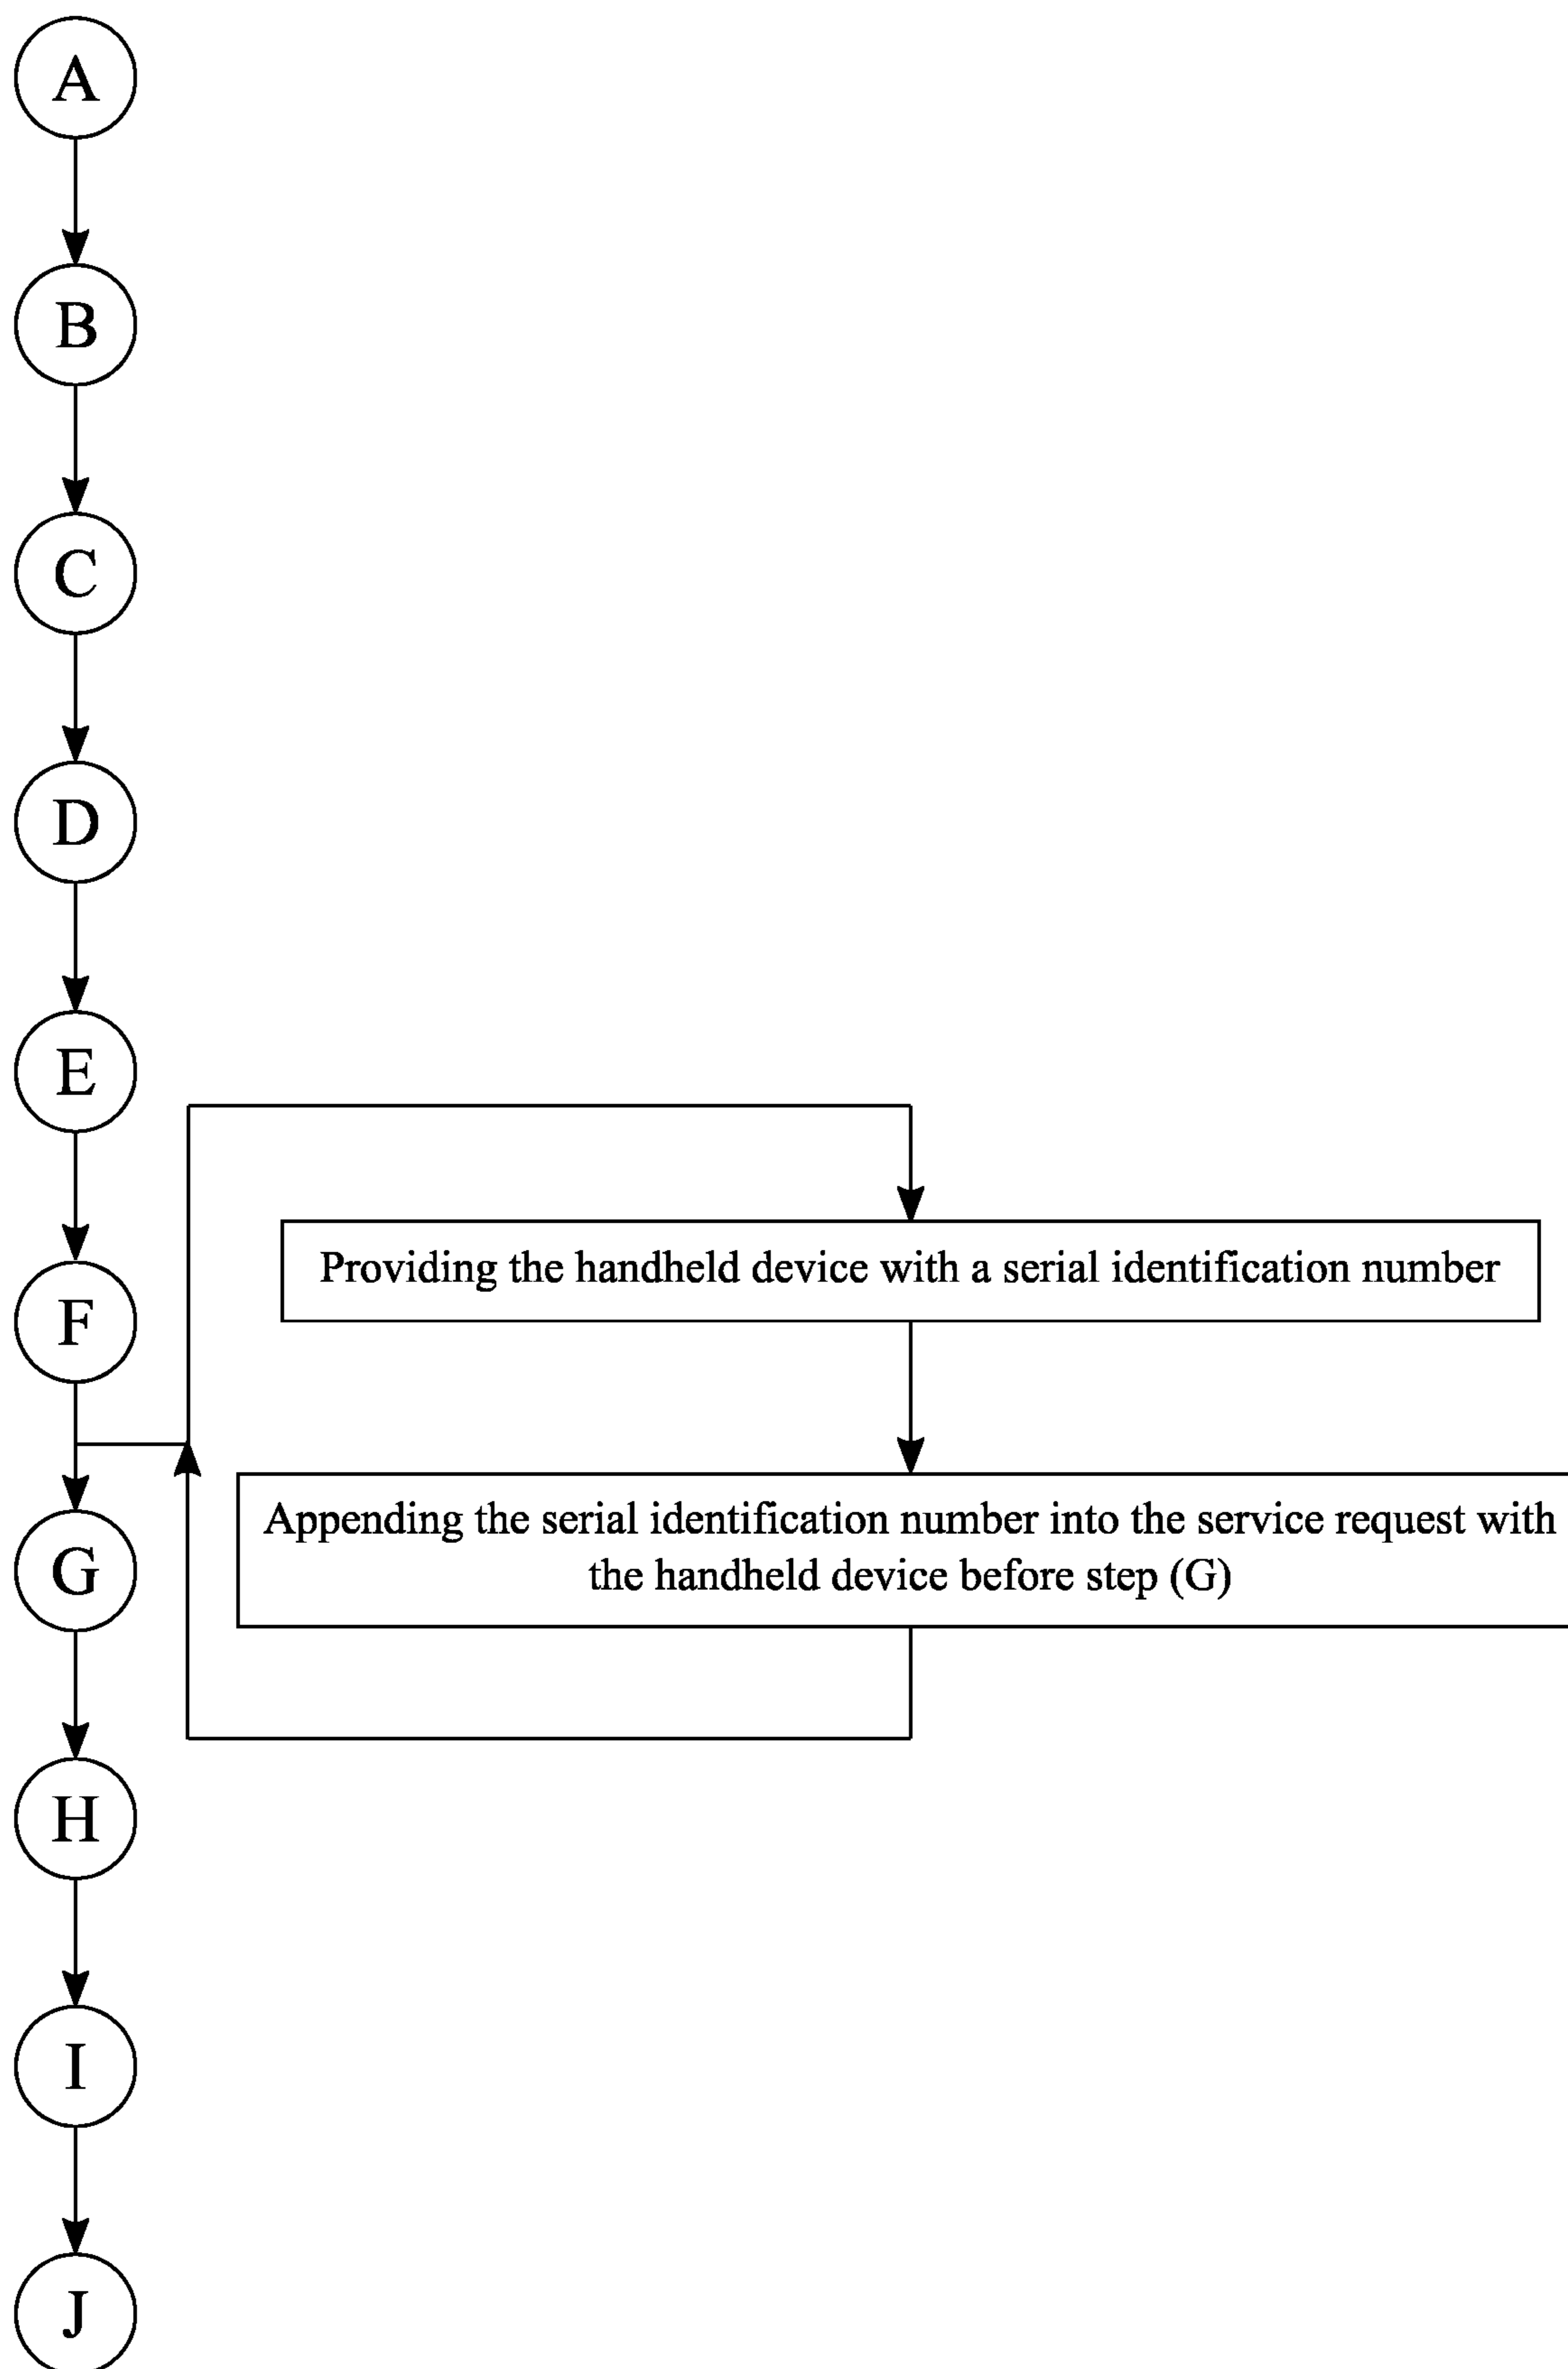 A
B
C
D
E
F
Providing the handheld device with a serial identification number
Appending the serial identification number into the service request with
the handheld device before step (G)
G
H
I
J